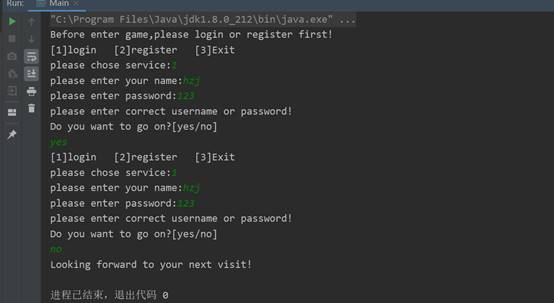 Run: Main ×
"C:\Program Files\Java\jdk1.8.0_212\bin\java.exe" ...
Before enter game,please login or register first!
[1]login   [2]register   [3]Exit
please chose service:1
please enter your name:hzj
please enter password:123
please enter correct username or password!
Do you want to go on?[yes/no]
yes
[1]login   [2]register   [3]Exit
please chose service:1
please enter your name:hzj
please enter password:123
please enter correct username or password!
Do you want to go on?[yes/no]
no
Looking forward to your next visit!
进程已结束，退出代码 0